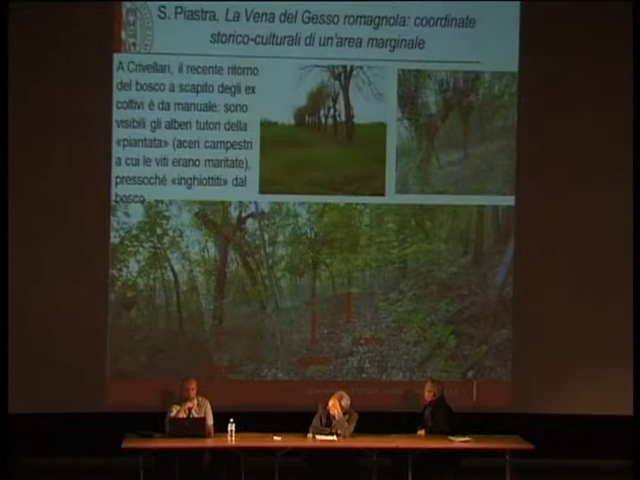 S. Piastra, La Vena del Gesso romagnola: coordinate
storico-culturali di un'area marginale
A Crivellari, il recente ritorno
del bosco a scapito degli ex
coltivi è da manuale: sono
visibili gli alberi tutori della
«piantata» (aceri campestri
a cui le viti erano maritate),
pressoché «inghiottiti» dal
bosco